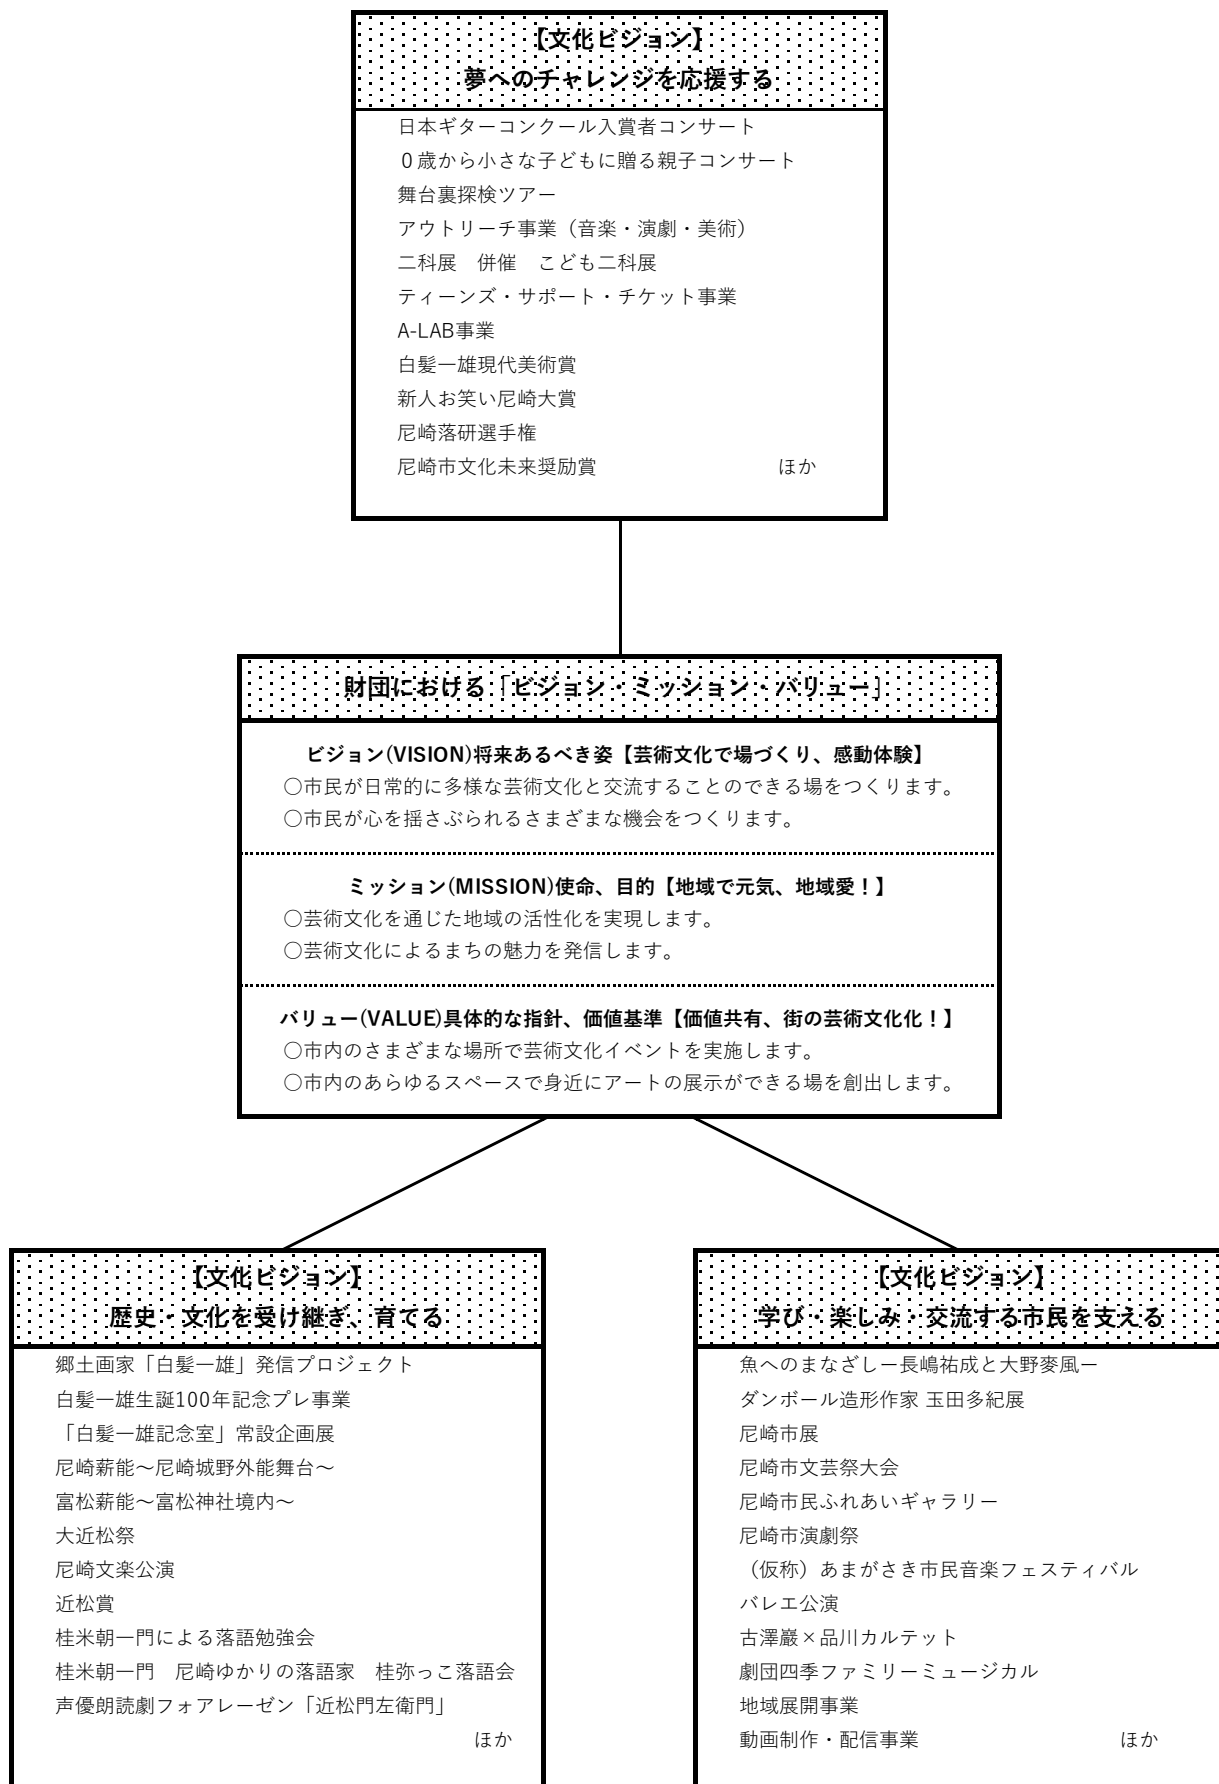 【文化ビジョン】
夢へのチャレンジを応援する
日本ギターコンクール入賞者コンサート
０歳から小さな子どもに贈る親子コンサート
舞台裏探検ツアー
アウトリーチ事業（音楽・演劇・美術）
二科展　併催　こども二科展
ティーンズ・サポート・チケット事業
A-LAB事業
白髪一雄現代美術賞
新人お笑い尼崎大賞
尼崎落研選手権
尼崎市文化未来奨励賞　ほか
財団における「ビジョン・ミッション・バリュー」
ビジョン(VISION)将来あるべき姿【芸術文化で場づくり、感動体験】
〇市民が日常的に多様な芸術文化と交流することのできる場をつくります。
〇市民が心を揺さぶられるさまざまな機会をつくります。
ミッション(MISSION)使命、目的【地域で元気、地域愛！】
〇芸術文化を通じた地域の活性化を実現します。
〇芸術文化によるまちの魅力を発信します。
バリュー(VALUE)具体的な指針、価値基準【価値共有、街の芸術文化化！】
〇市内のさまざまな場所で芸術文化イベントを実施します。
〇市内のあらゆるスペースで身近にアートの展示ができる場を創出します。
【文化ビジョン】
歴史・文化を受け継ぎ、育てる
郷土画家「白髪一雄」発信プロジェクト
白髪一雄生誕100年記念プレ事業
「白髪一雄記念室」常設企画展
尼崎薪能～尼崎城野外能舞台～
富松薪能～富松神社境内～
大近松祭
尼崎文楽公演
近松賞
桂米朝一門による落語勉強会
桂米朝一門　尼崎ゆかりの落語家　桂弥っこ落語会
声優朗読劇フォアレーゼン「近松門左衛門」
ほか
【文化ビジョン】
学び・楽しみ・交流する市民を支える
魚へのまなざしー長嶋祐成と大野麥風ー
ダンボール造形作家 玉田多紀展
尼崎市展
尼崎市文芸祭大会
尼崎市民ふれあいギャラリー
尼崎市演劇祭
（仮称）あまがさき市民音楽フェスティバル
バレエ公演
古澤巖×品川カルテット
劇団四季ファミリーミュージカル
地域展開事業
動画制作・配信事業　ほか